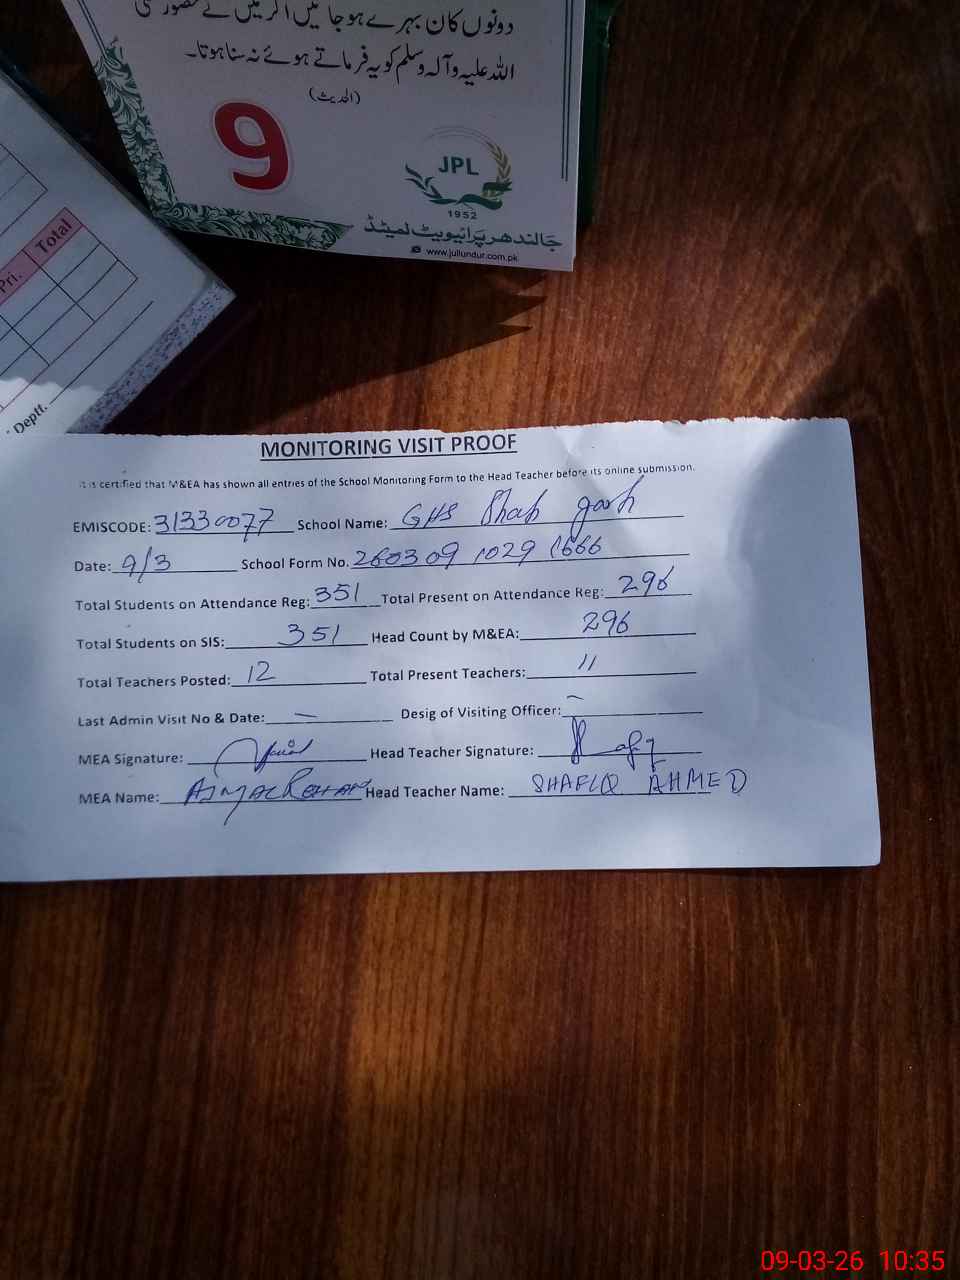 دونوں کان بہرے ہو جائیں اگر میں نے حضور صلی
اللہ علیہ وآلہ وسلم کو یہ فرماتے ہوئے نہ سنا ہوتا۔
(الحدیث)
9
JPL
1952
جالندھر پرائیویٹ لمیٹڈ
www.jullundur.com.pk
Pri. Total
Deptt.
MONITORING VISIT PROOF
It is certified that M&EA has shown all entries of the School Monitoring Form to the Head Teacher before its online submission.
EMISCODE: 31330077 School Name: GHS Shah garh
Date: 9/3 School Form No. 260309 1029 1666
Total Students on Attendance Reg: 351 Total Present on Attendance Reg: 296
Total Students on SIS: 351 Head Count by M&EA: 296
Total Teachers Posted: 12 Total Present Teachers: 11
Last Admin Visit No & Date: — Desig of Visiting Officer: —
MEA Signature: Head Teacher Signature:
MEA Name: AJMAL REHAN Head Teacher Name: SHAFIQ AHMED
09-03-26 10:35